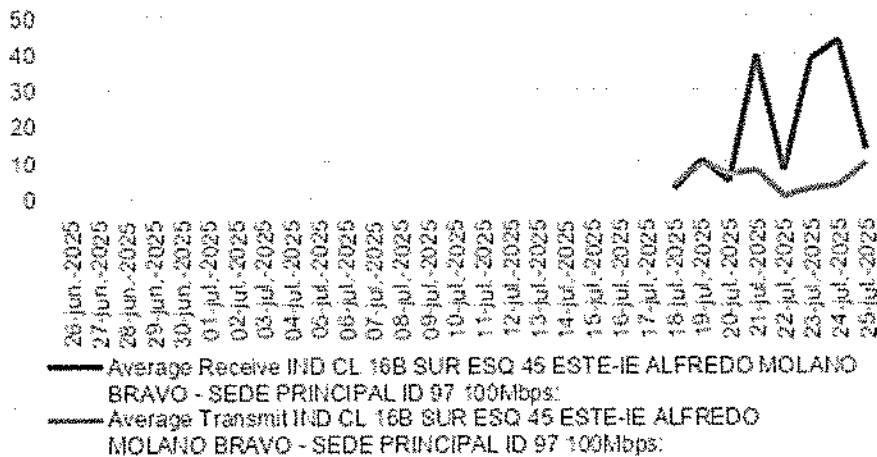 50
40
30
20
10
0
26-jun.-2025
27-jun.-2025
28-jun.-2025
29-jun.-2025
30-jun.-2025
01-jul.-2025
02-jul.-2025
03-jul.-2025
04-jul.-2025
05-jul.-2025
06-jul.-2025
07-jul.-2025
08-jul.-2025
09-jul.-2025
10-jul.-2025
11-jul.-2025
12-jul.-2025
13-jul.-2025
14-jul.-2025
15-jul.-2025
16-jul.-2025
17-jul.-2025
18-jul.-2025
19-jul.-2025
20-jul.-2025
21-jul.-2025
22-jul.-2025
23-jul.-2025
24-jul.-2025
25-jul.-2025
Average Receive IND CL 16B SUR ESQ 45 ESTE-IE ALFREDO MOLANO
BRAVO - SEDE PRINCIPAL ID 97 100Mbps:
Average Transmit IND CL 16B SUR ESQ 45 ESTE-IE ALFREDO
MOLANO BRAVO - SEDE PRINCIPAL ID 97 100Mbps: